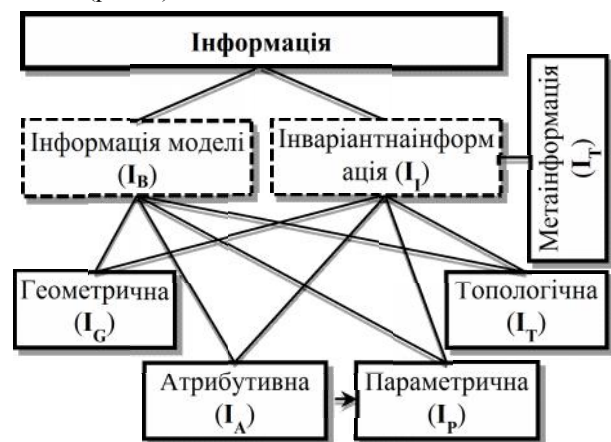 Інформація
Інформація моделі
(I_B)
Інваріантнаінформ
ація (I_I)
Метаінформація
(I_T)
Геометрична
(I_G)
Топологічна
(I_T)
Атрибутивна
(I_A)
Параметрична
(I_P)